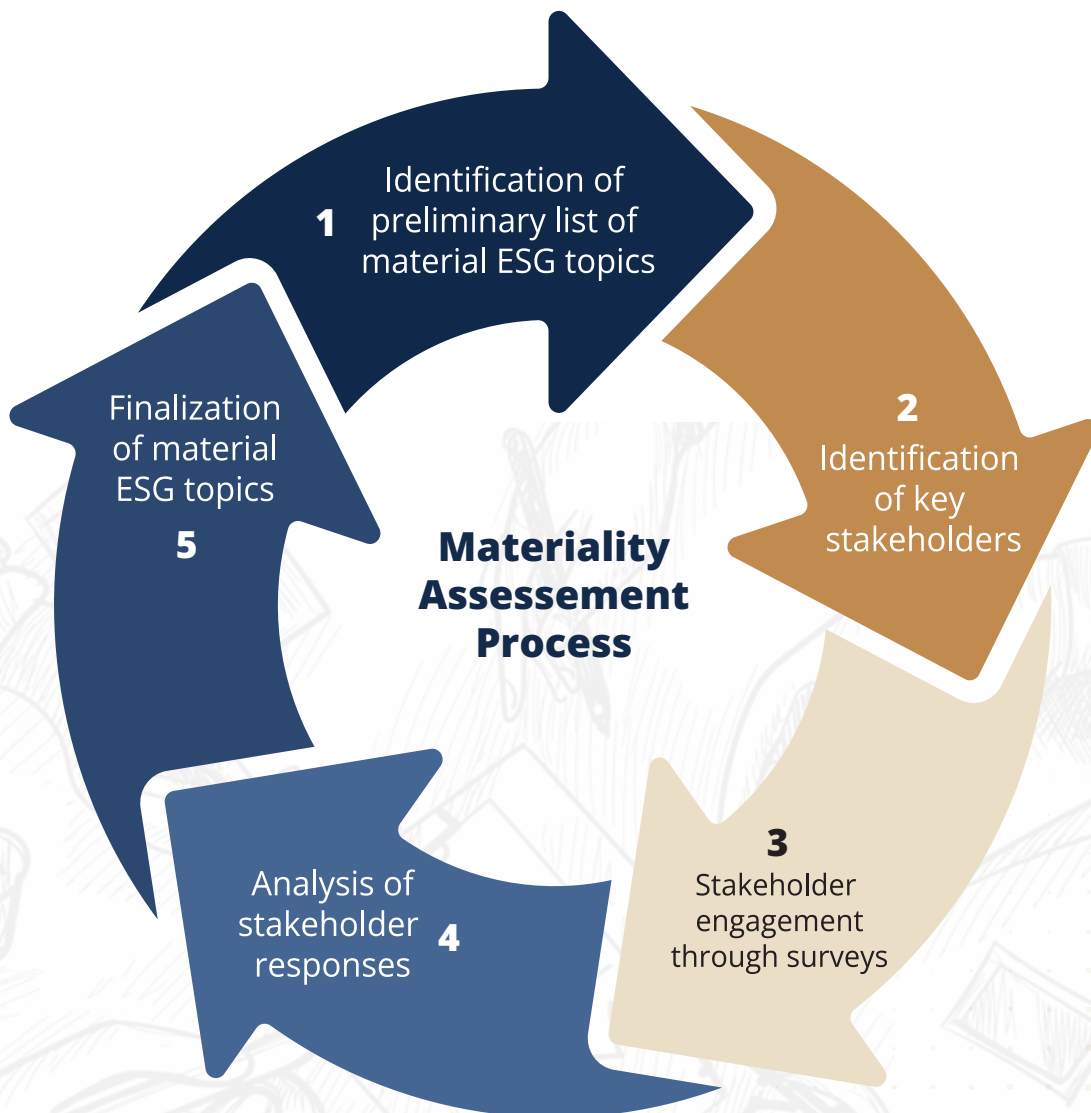 1
Identification of
preliminary list of
material ESG topics
2
Identification
of key
stakeholders
3
Stakeholder
engagement
through surveys
Analysis of
stakeholder
responses
4
Finalization
of material
ESG topics
5
Materiality
Assessement
Process